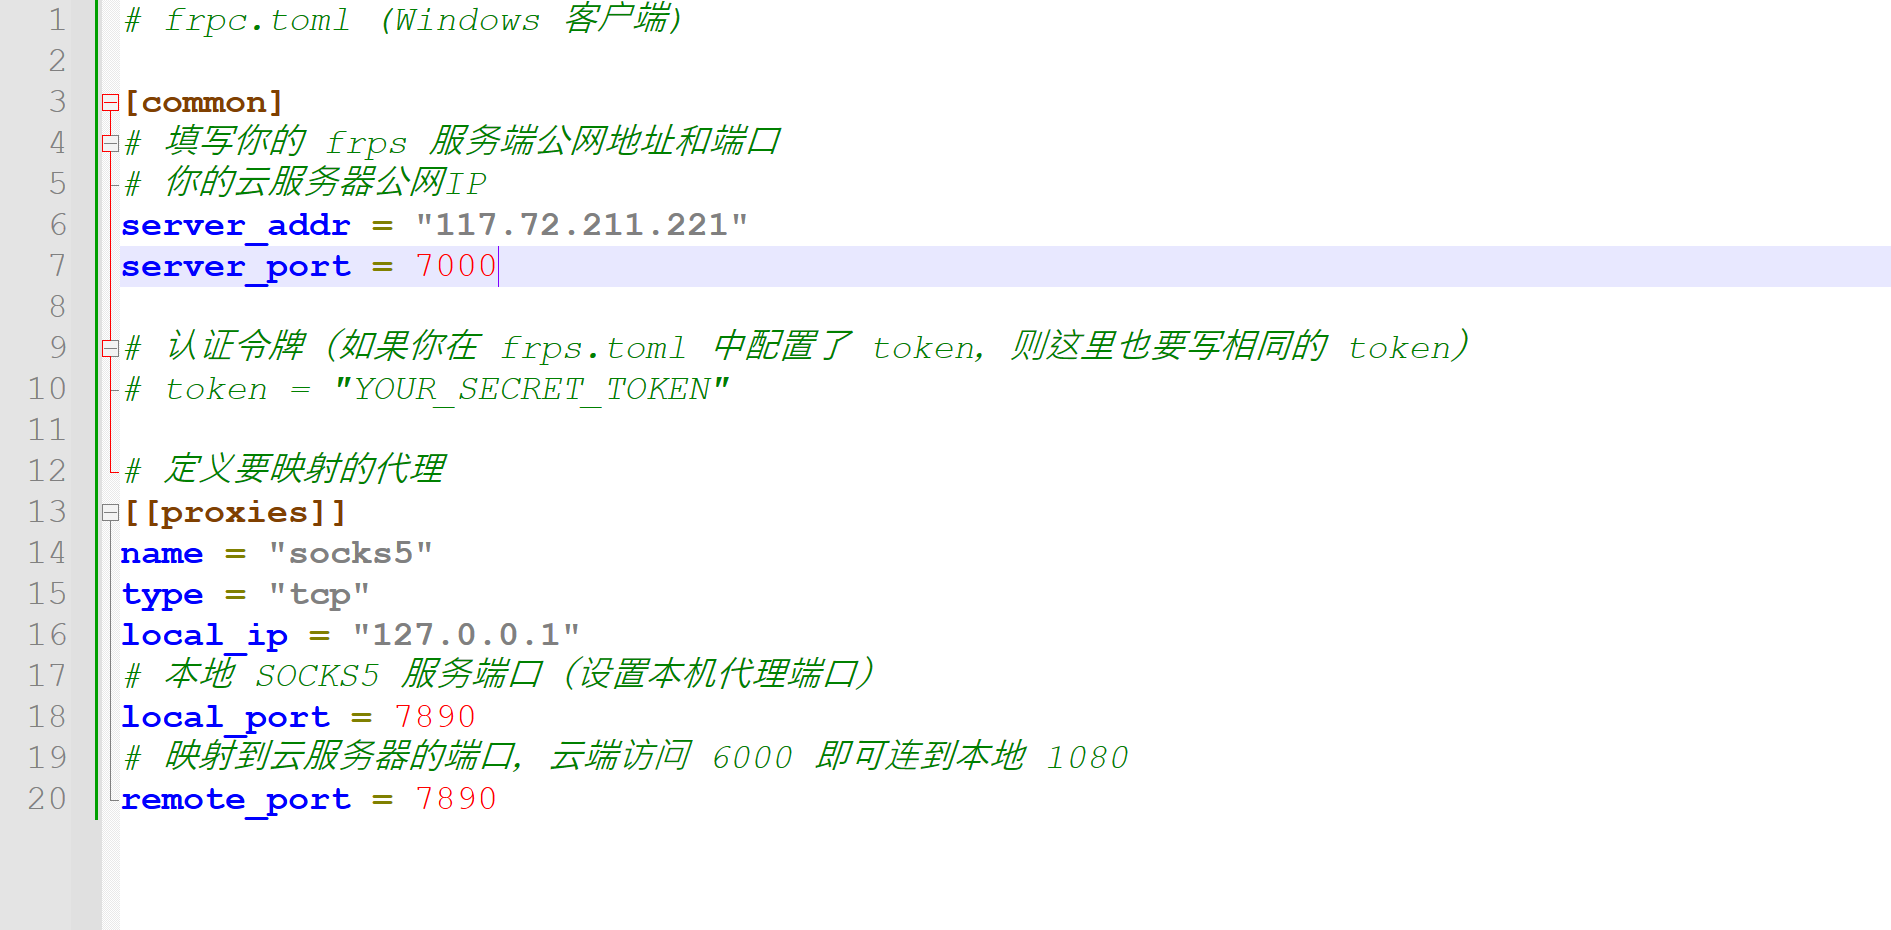 1 # frpc.toml (Windows 客户端)
2
3 [common]
4 # 填写你的 frps 服务端公网地址和端口
5 # 你的云服务器公网IP
6 server_addr = "117.72.211.221"
7 server_port = 7000
8
9 # 认证令牌（如果你在 frps.toml 中配置了 token, 则这里也要写相同的 token）
10 # token = "YOUR_SECRET_TOKEN"
11
12 # 定义要映射的代理
13 [[proxies]]
14 name = "socks5"
15 type = "tcp"
16 local_ip = "127.0.0.1"
17 # 本地 SOCKS5 服务端口（设置本机代理端口）
18 local_port = 7890
19 # 映射到云服务器的端口, 云端访问 6000 即可连到本地 1080
20 remote_port = 7890